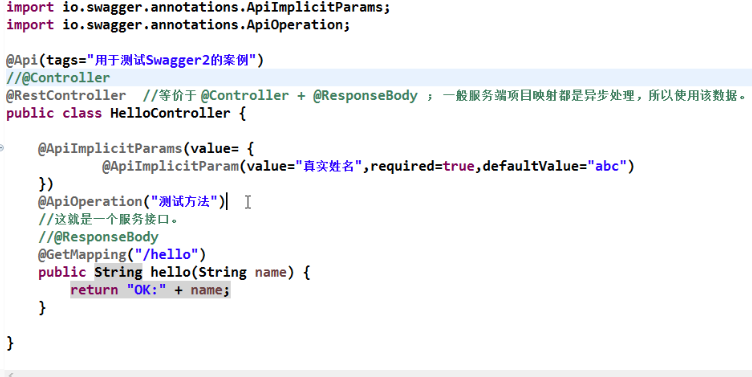 import io.swagger.annotations.ApiImplicitParams;
import io.swagger.annotations.ApiOperation;
@Api(tags="用于测试Swagger2的案例")
//@Controller
@RestController //等价于 @Controller + @ResponseBody ; 一般服务端项目映射都是异步处理，所以使用该数据。
public class HelloController {
@ApiImplicitParams(value= {
@ApiImplicitParam(value="真实姓名",required=true,defaultValue="abc")
})
@ApiOperation("测试方法")
//这就是一个服务接口。
//@ResponseBody
@GetMapping("/hello")
public String hello(String name) {
return "OK:" + name;
}
}